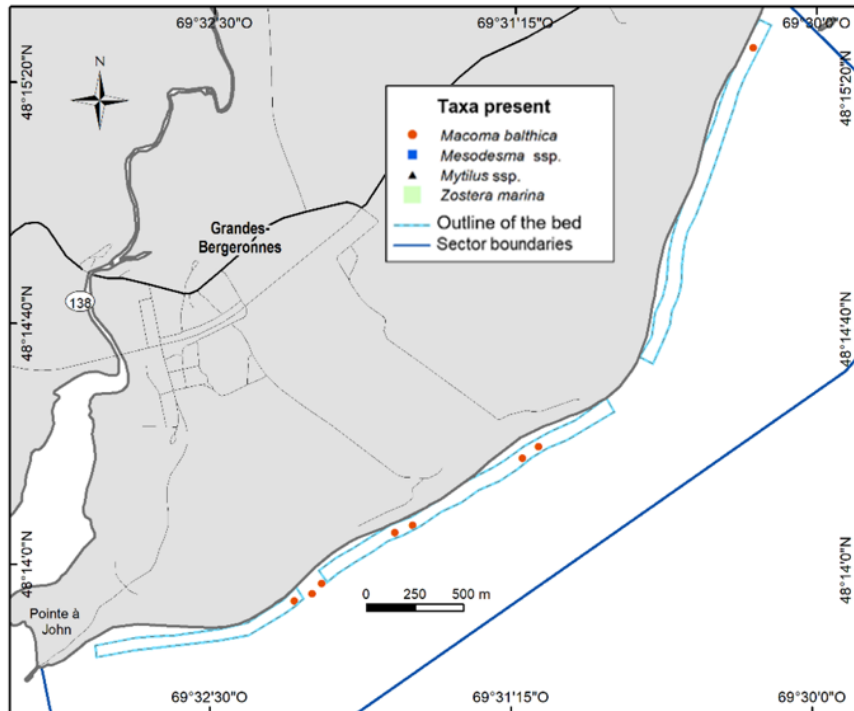 69°32'30"O 69°31'15"O 69°30'0"O
48°15'20"N
48°15'20"N
N
Taxa present
Macoma balthica
Mesodesma ssp.
Mytilus ssp.
Zostera marina
Outline of the bed
Sector boundaries
Grandes-
Bergeronnes
138
48°14'40"N
48°14'40"N
48°14'0"N
48°14'0"N
0 250 500 m
Pointe à
John
69°32'30"O 69°31'15"O 69°30'0"O